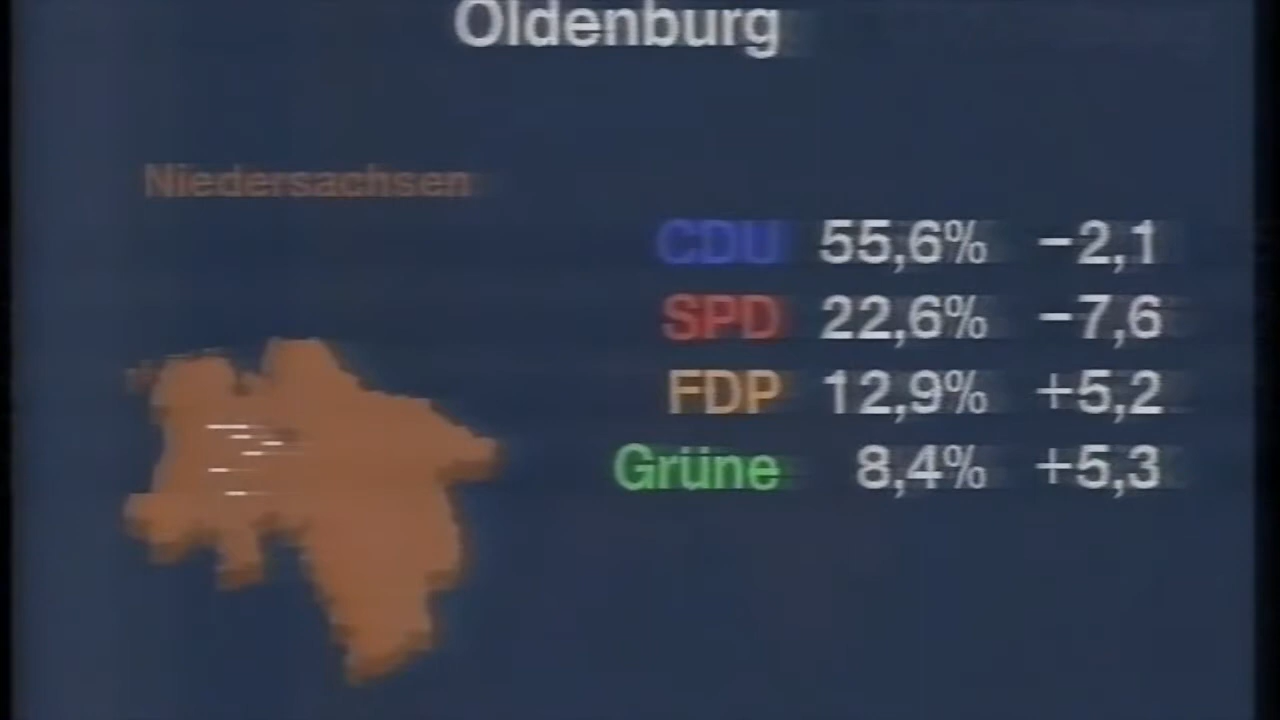 Oldenburg
Niedersachsen
CDU 55,6% −2,1
SPD 22,6% −7,6
FDP 12,9% +5,2
Grüne 8,4% +5,3